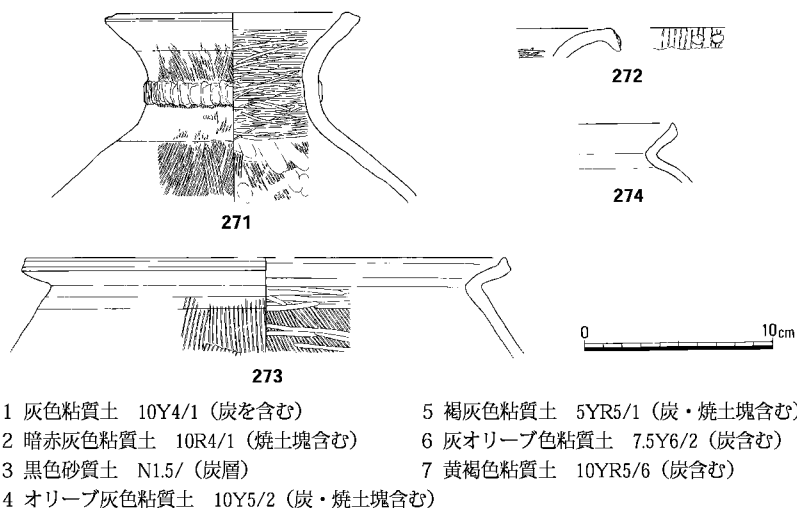 272
274
271
0 10cm
273
1 灰色粘質土 10Y4/1（炭を含む）
2 暗赤灰色粘質土 10R4/1（焼土塊含む）
3 黒色砂質土 N1.5/（炭層）
4 オリーブ灰色粘質土 10Y5/2（炭・焼土塊含む）
5 褐灰色粘質土 5YR5/1（炭・焼土塊含む）
6 灰オリーブ色粘質土 7.5Y6/2（炭含む）
7 黄褐色粘質土 10YR5/6（炭含む）